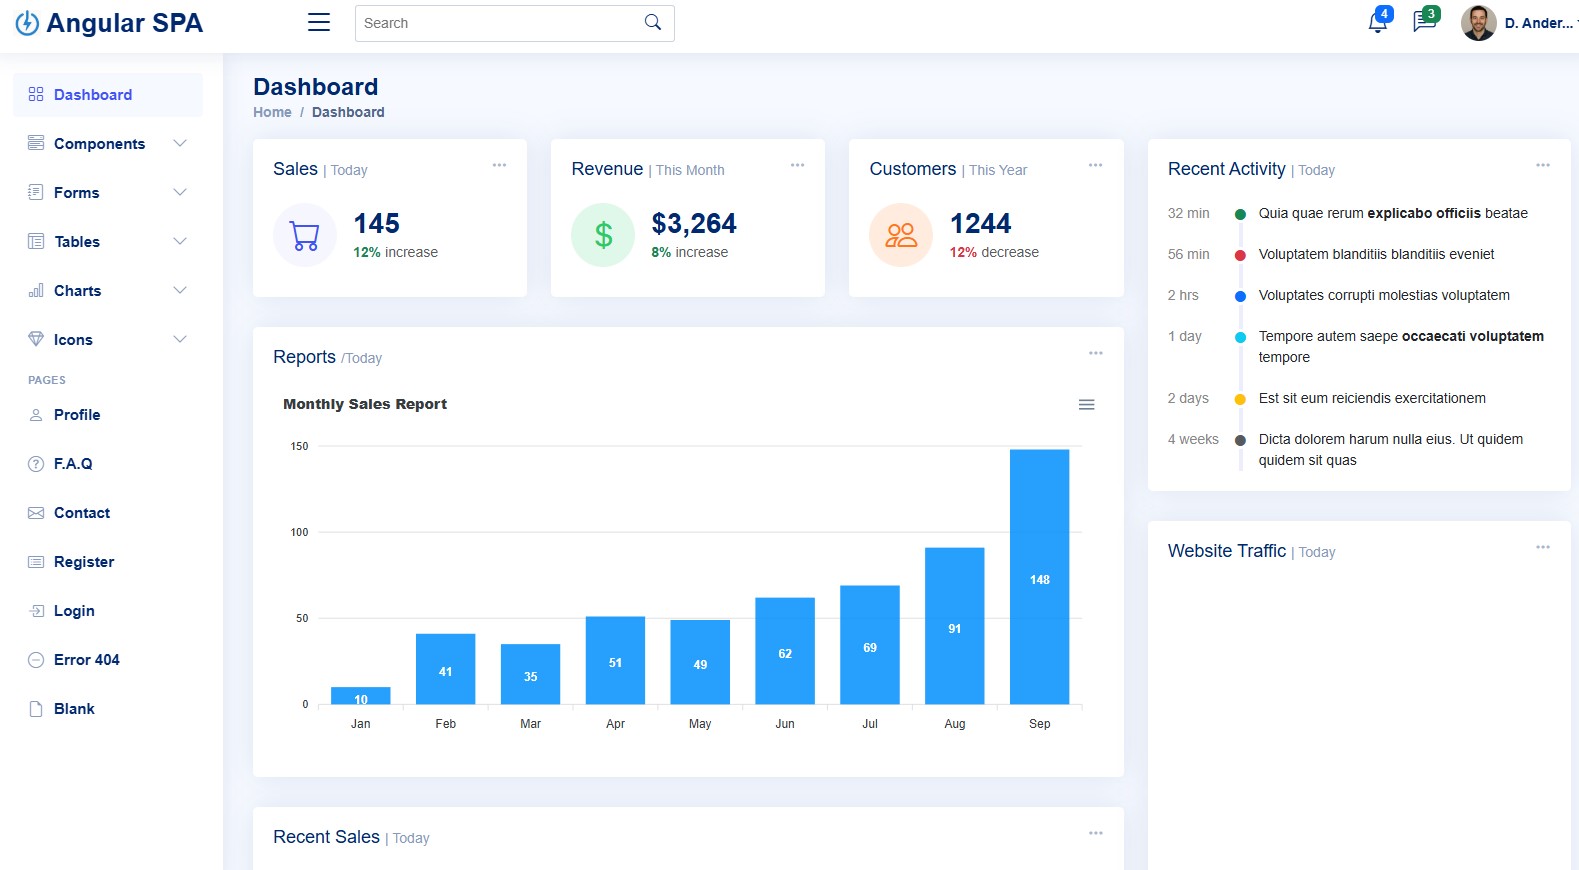 Angular SPA
Search
4
3
D. Ander...
Dashboard
Components
Forms
Tables
Charts
Icons
PAGES
Profile
F.A.Q
Contact
Register
Login
Error 404
Blank
Dashboard
Home / Dashboard
Sales | Today
145
12% increase
Revenue | This Month
$3,264
8% increase
Customers | This Year
1244
12% decrease
Reports /Today
Monthly Sales Report
150
100
50
0
10
41
35
51
49
62
69
91
148
Jan Feb Mar Apr May Jun Jul Aug Sep
Recent Sales | Today
Recent Activity | Today
32 min Quia quae rerum explicabo officiis beatae
56 min Voluptatem blanditiis blanditiis eveniet
2 hrs Voluptates corrupti molestias voluptatem
1 day Tempore autem saepe occaecati voluptatem
tempore
2 days Est sit eum reiciendis exercitationem
4 weeks Dicta dolorem harum nulla eius. Ut quidem
quidem sit quas
Website Traffic | Today